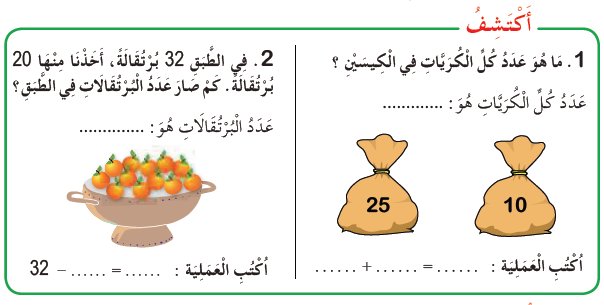 أَكْتَشِفُ
1. مَا هُوَ عَدَدُ كُلِّ الْكُرَيَّاتِ فِي الْكِيسَيْنِ ؟
عَدَدُ كُلِّ الْكُرَيَّاتِ هُوَ: .............
25
10
اُكْتُبِ الْعَمَلِيَة : ...... + ...... = ......
2. فِي الطَّبَقِ 32 بُرْتُقَالَةً، أَخَذْنَا مِنْهَا 20
بُرْتُقَالَةً. كَمْ صَارَ عَدَدُ الْبُرْتُقَالَاتِ فِي الطَّبَقِ؟
عَدَدُ الْبُرْتُقَالَاتِ هُوَ: ..............
اُكْتُبِ الْعَمَلِيَة : 32 – ...... = ......